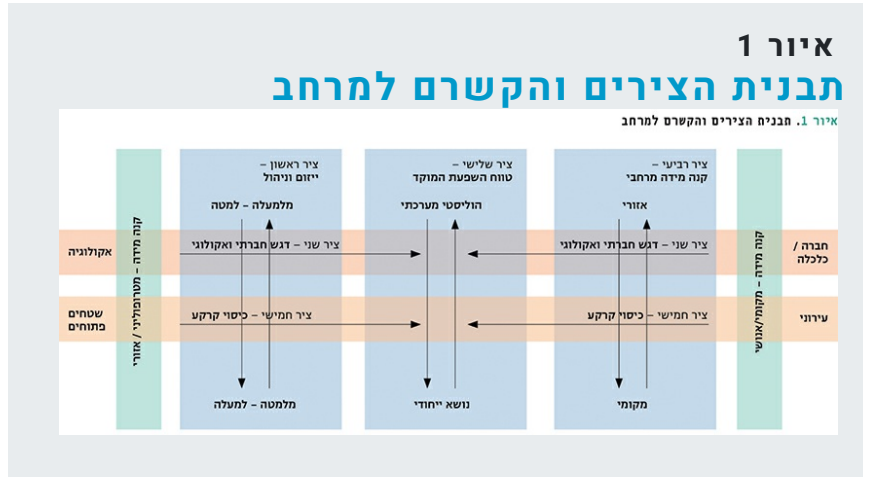 איור 1
תבנית הצירים והקשרם למרחב
איור 1. תבנית הצירים והקשרם למרחב
קנה מידה – מקומי/אנושי
ציר רביעי –
קנה מידה מרחבי
אזורי
מקומי
ציר שלישי –
טווח השפעת המוקד
הוליסטי מערכתי
נושא ייחודי
ציר ראשון –
ייזום וניהול
מלמעלה – למטה
מלמטה – למעלה
קנה מידה – מטרופוליני / אזורי
חברה /
כלכלה
ציר שני – דגש חברתי ואקולוגי
ציר שני – דגש חברתי ואקולוגי
אקולוגיה
עירוני
ציר חמישי – כיסוי קרקע
ציר חמישי – כיסוי קרקע
שטחים
פתוחים